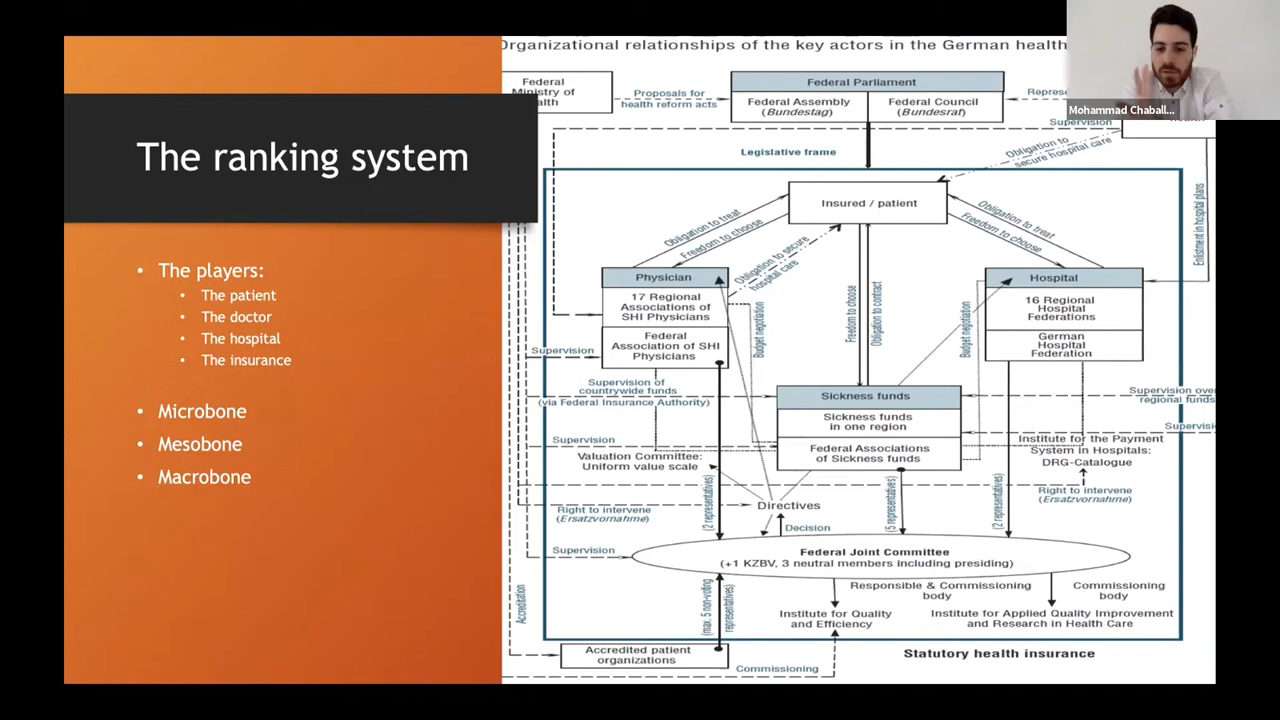 The ranking system
• The players:
• The patient
• The doctor
• The hospital
• The insurance
• Microbone
• Mesobone
• Macrobone
Organizational relationships of the key actors in the German health
Federal
Ministry of
Federal Parliament
Federal Assembly
(Bundestag)
Federal Council
(Bundesrat)
Proposals for
health reform acts
Mohammad Chaball...
Supervision
Legislative frame
Obligation to
secure hospital care
Enlistment in hospital plans
Insured / patient
Obligation to treat
Freedom to choose
Obligation to treat
Freedom to choose
Obligation to secure
hospital care
Physician
17 Regional
Associations of
SHI Physicians
Federal
Association of SHI
Physicians
Budget negotiation
Freedom to choose
Obligation to contract
Budget negotiation
Hospital
16 Regional
Hospital
Federations
German
Hospital
Federation
Supervision
Supervision of
countrywide funds
(via Federal Insurance Authority)
Sickness funds
Sickness funds
in one region
Federal Associations
of Sickness funds
Supervision over
regional funds
Supervision
Valuation Committee:
Uniform value scale
Institute for the Payment
System in Hospitals:
DRG-Catalogue
Right to intervene
(Ersatzvornahme)
Right to intervene
(Ersatzvornahme)
(2 representatives)
Directives
Decision
(5 representatives)
(2 representatives)
Supervision
Federal Joint Committee
(+1 KZBV, 3 neutral members including presiding)
Accreditation
(max. 5 non-voting
representatives)
Responsible & Commissioning
body
Commissioning
body
Institute for Quality
and Efficiency
Institute for Applied Quality Improvement
and Research in Health Care
Accredited patient
organizations
Commissioning
Statutory health insurance